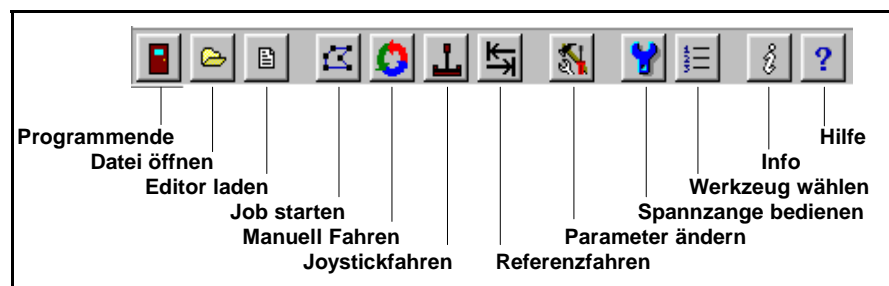 Programmende
Hilfe
Datei öffnen
Info
Editor laden
Werkzeug wählen
Job starten
Spannzange bedienen
Manuell Fahren
Parameter ändern
Joystickfahren
Referenzfahren